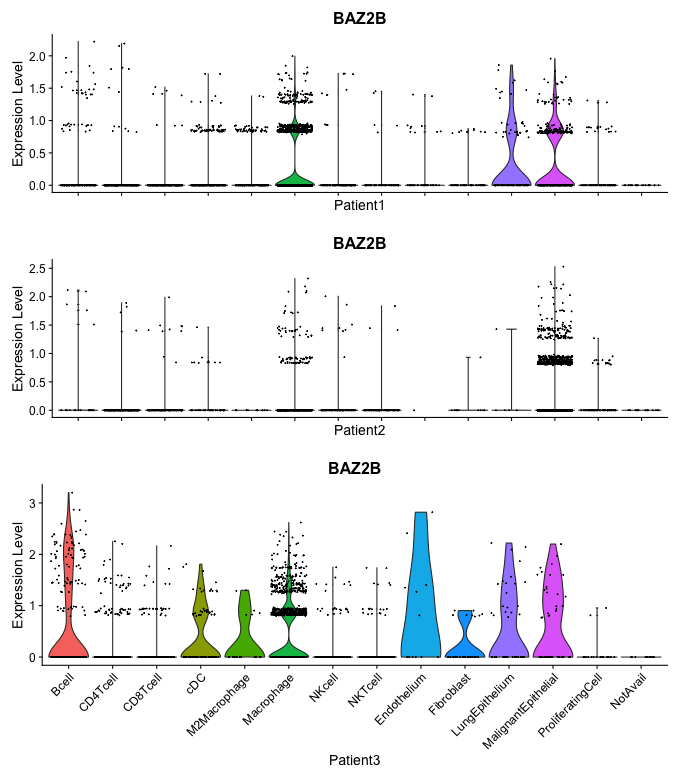 BAZ2B
Expression Level
2.0
1.5
1.0
0.5
0.0
Patient1
BAZ2B
Expression Level
2.5
2.0
1.5
1.0
0.5
0.0
Patient2
BAZ2B
Expression Level
3
2
1
0
Bcell
CD4Tcell
CD8Tcell
cDC
M2Macrophage
Macrophage
NKcell
NKTcell
Endothelium
Fibroblast
LungEpithelium
MalignantEpithelial
ProliferatingCell
NotAvail
Patient3